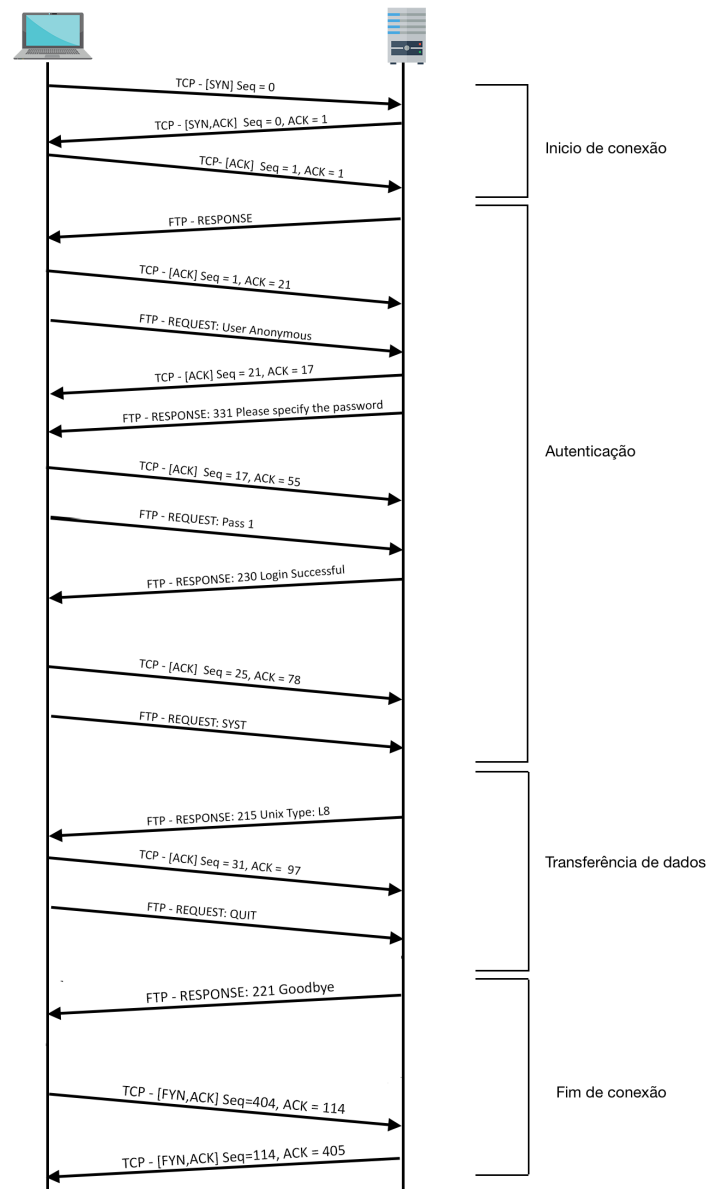 TCP - [SYN] Seq = 0
TCP - [SYN,ACK] Seq = 0, ACK = 1
TCP- [ACK] Seq = 1, ACK = 1
Inicio de conexão
FTP - RESPONSE
TCP - [ACK] Seq = 1, ACK = 21
FTP - REQUEST: User Anonymous
TCP - [ACK] Seq = 21, ACK = 17
FTP - RESPONSE: 331 Please specify the password
Autenticação
TCP - [ACK] Seq = 17, ACK = 55
FTP - REQUEST: Pass 1
FTP - RESPONSE: 230 Login Successful
TCP - [ACK] Seq = 25, ACK = 78
FTP - REQUEST: SYST
FTP - RESPONSE: 215 Unix Type: L8
TCP - [ACK] Seq = 31, ACK = 97
Transferência de dados
FTP - REQUEST: QUIT
FTP - RESPONSE: 221 Goodbye
TCP - [FYN,ACK] Seq=404, ACK = 114
Fim de conexão
TCP - [FYN,ACK] Seq=114, ACK = 405